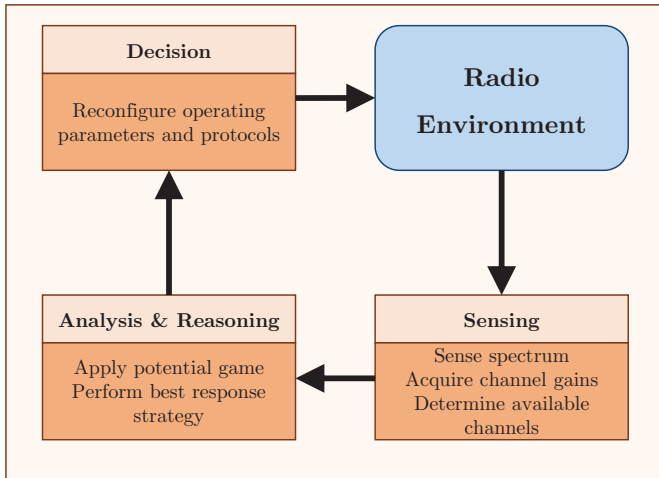 Decision
Reconfigure operating
parameters and protocols
Radio
Environment
Analysis & Reasoning
Apply potential game
Perform best response
strategy
Sensing
Sense spectrum
Acquire channel gains
Determine available
channels